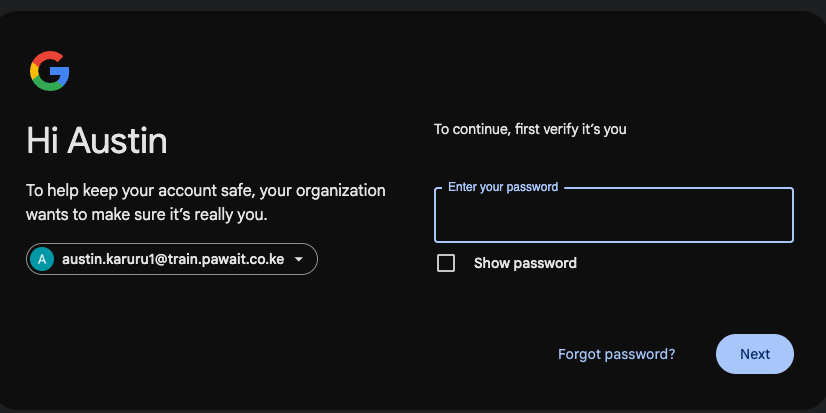 Hi Austin
To help keep your account safe, your organization
wants to make sure it's really you.
A austin.karuru1@train.pawait.co.ke
To continue, first verify it's you
Enter your password
Show password
Forgot password?
Next